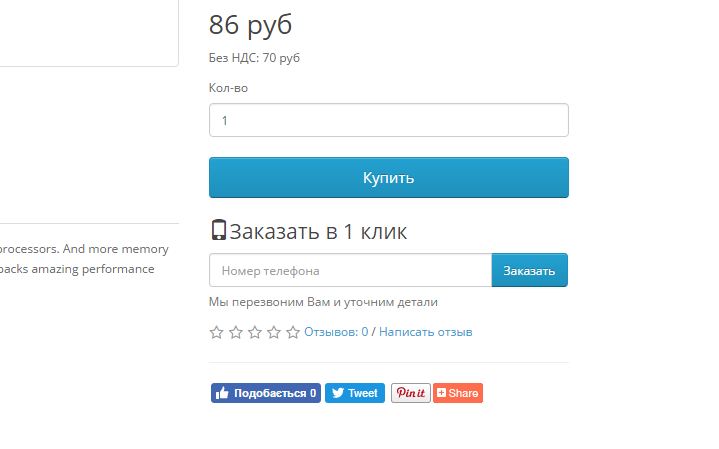 86 руб
Без НДС: 70 руб
Кол-во
1
Купить
Заказать в 1 клик
processors. And more memory
packs amazing performance
Номер телефона
Заказать
Мы перезвоним Вам и уточним детали
Отзывов: 0 / Написать отзыв
Подобається 0
Tweet
Pin it
Share